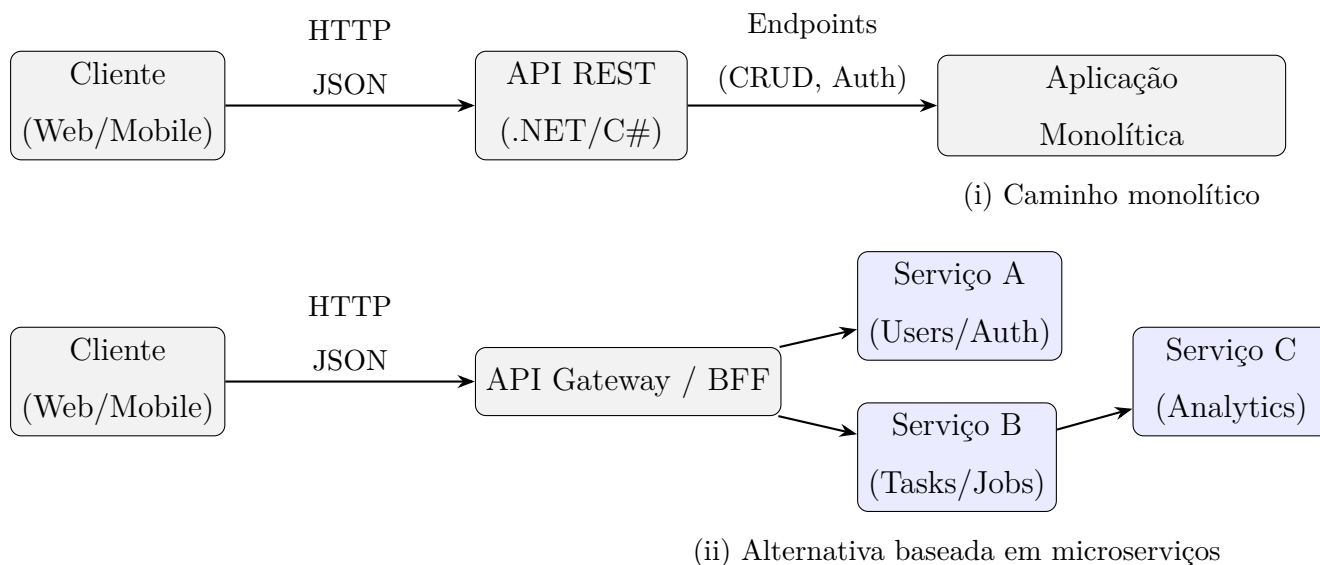 Cliente
(Web/Mobile)
HTTP
JSON
API REST
(.NET/C#)
Endpoints
(CRUD, Auth)
Aplicação
Monolítica
(i) Caminho monolítico
Cliente
(Web/Mobile)
HTTP
JSON
API Gateway / BFF
Serviço A
(Users/Auth)
Serviço B
(Tasks/Jobs)
Serviço C
(Analytics)
(ii) Alternativa baseada em microserviços